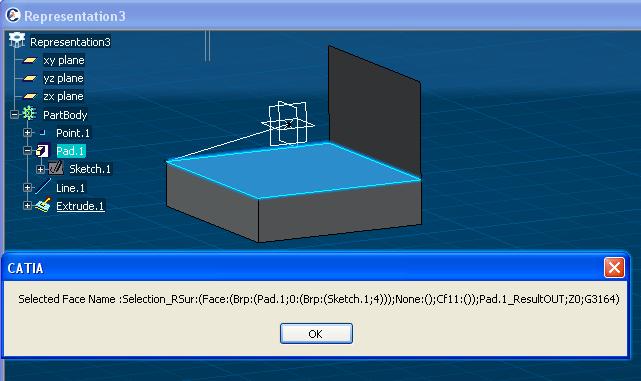 Representation3
Representation3
xy plane
yz plane
zx plane
PartBody
Point.1
Pad.1
Sketch.1
Line.1
Extrude.1
CATIA
Selected Face Name :Selection_RSur:(Face:(Brp:(Pad.1;0:(Brp:(Sketch.1;4)));None:();Cf11:());Pad.1_ResultOUT;Z0;G3164)
OK